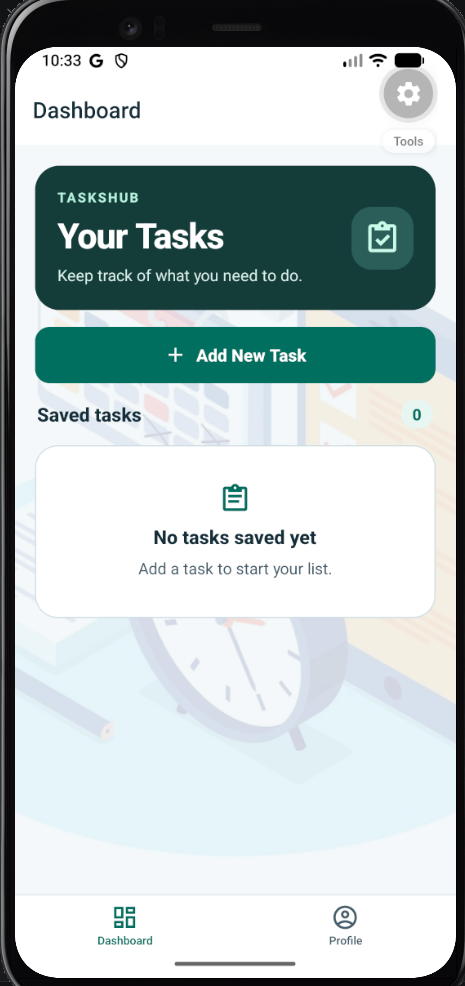 10:33
Dashboard
Tools
TASKSHUB
Your Tasks
Keep track of what you need to do.
+ Add New Task
Saved tasks 0
No tasks saved yet
Add a task to start your list.
Dashboard Profile